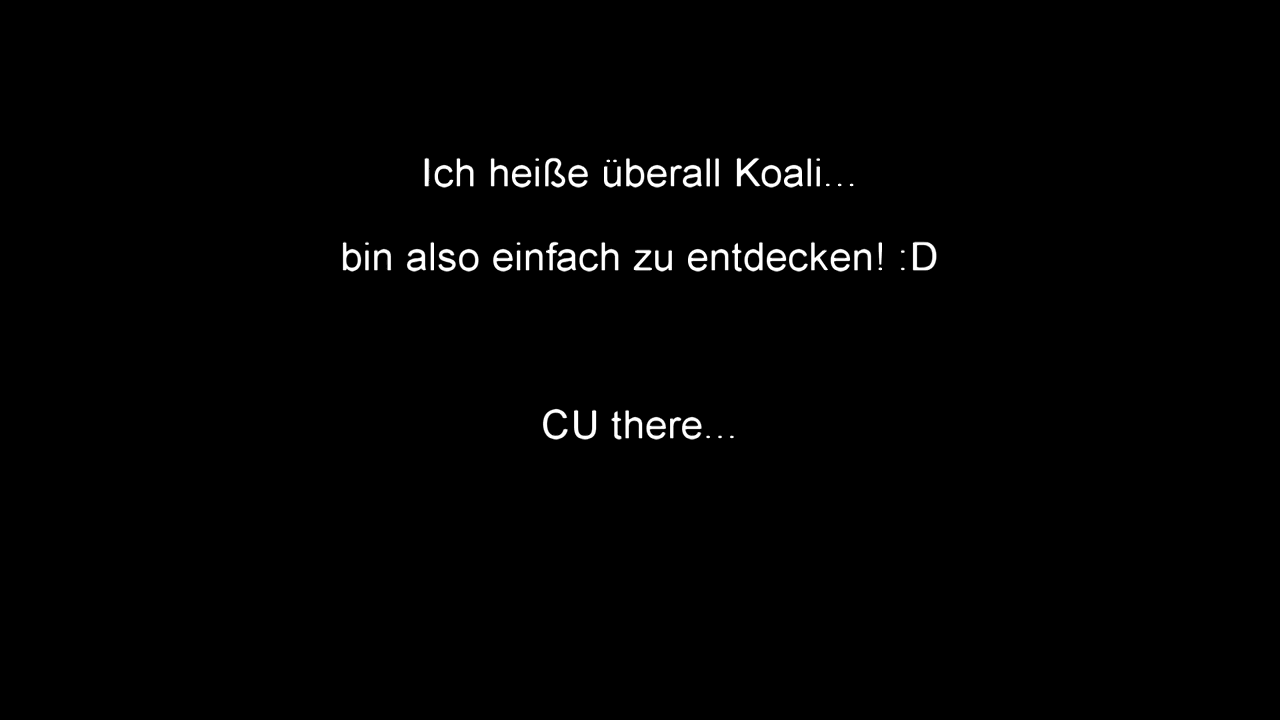 Ich heiße überall Koali...
bin also einfach zu entdecken! :D
CU there...